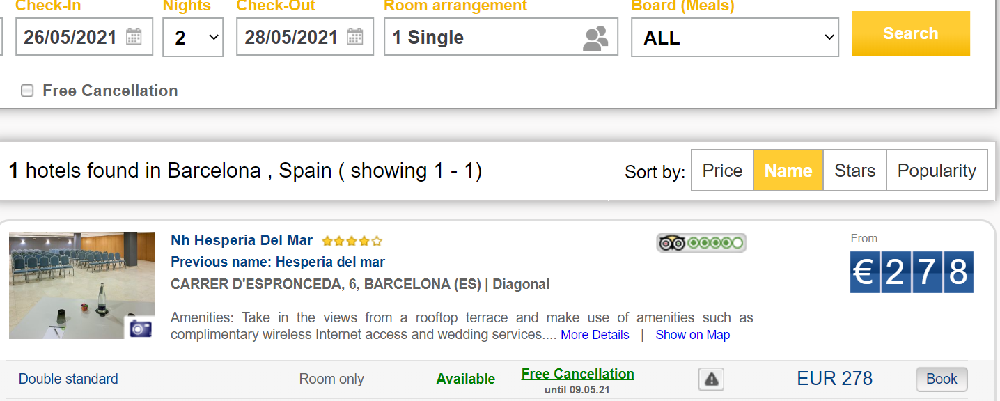 Check-In Nights Check-Out Room arrangement Board (Meals)
26/05/2021 2 28/05/2021 1 Single ALL Search
Free Cancellation
1 hotels found in Barcelona , Spain ( showing 1 - 1) Sort by: Price Name Stars Popularity
Nh Hesperia Del Mar From
Previous name: Hesperia del mar €278
CARRER D'ESPRONCEDA, 6, BARCELONA (ES) | Diagonal
Amenities: Take in the views from a rooftop terrace and make use of amenities such as
complimentary wireless Internet access and wedding services.... More Details | Show on Map
Double standard Room only Available Free Cancellation EUR 278 Book
until 09.05.21